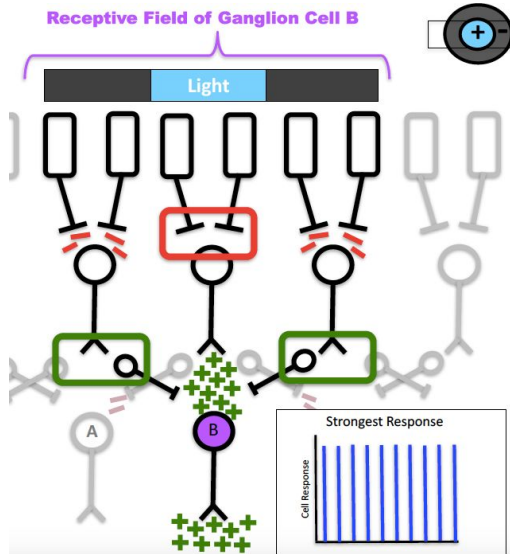 Receptive Field of Ganglion Cell B
+ -
Light
A
B
Strongest Response
Cell Response